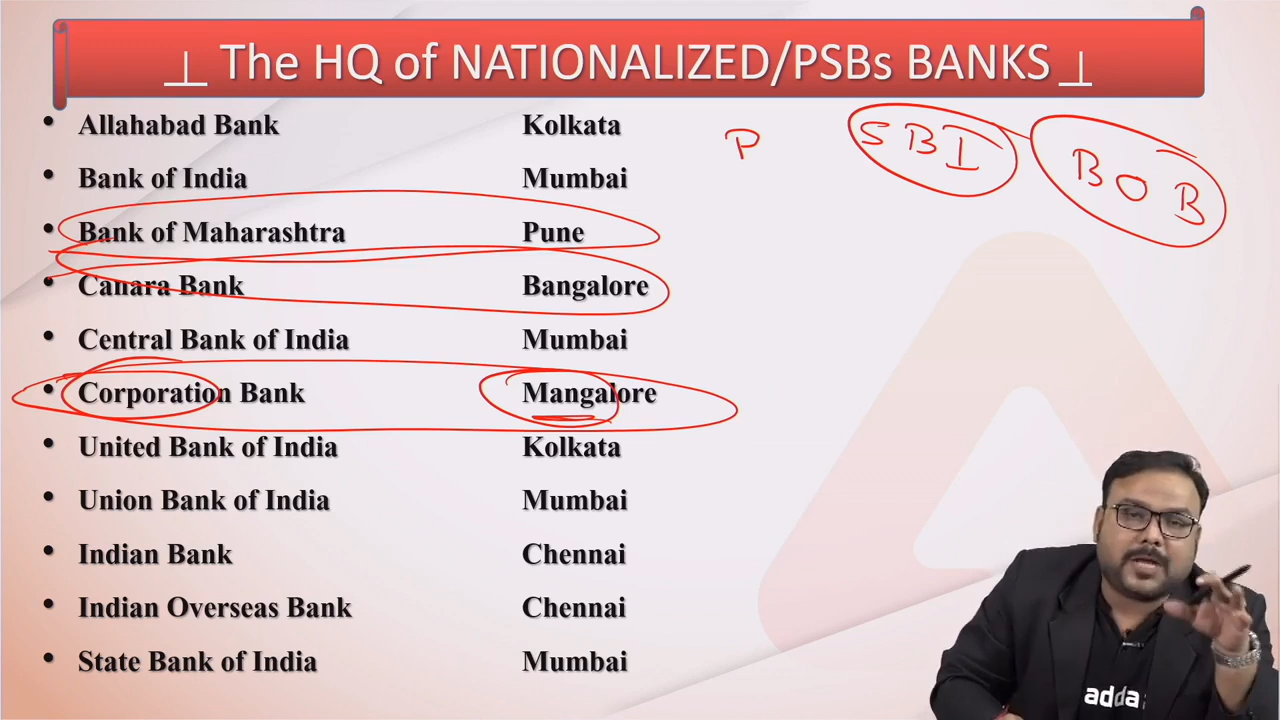 The HQ of NATIONALIZED/PSBs BANKS
• Allahabad Bank Kolkata
P SBI BOB
• Bank of India Mumbai
• Bank of Maharashtra Pune
• Canara Bank Bangalore
• Central Bank of India Mumbai
• Corporation Bank Mangalore
• United Bank of India Kolkata
• Union Bank of India Mumbai
• Indian Bank Chennai
• Indian Overseas Bank Chennai
• State Bank of India Mumbai
adda